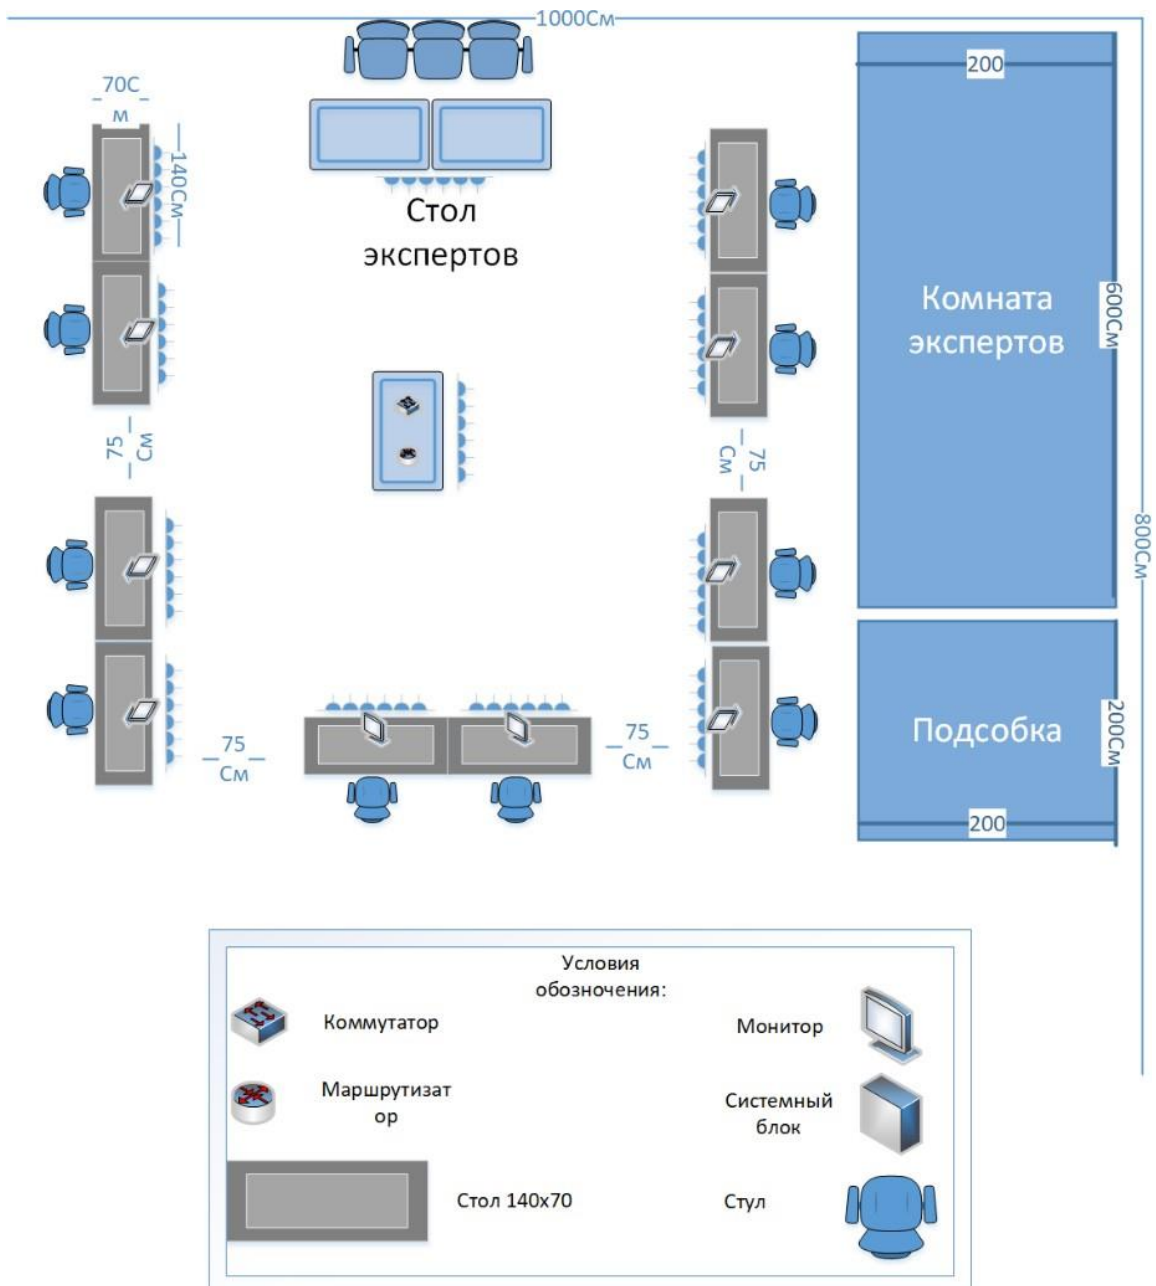 1000См
200
70С
м
140См
Стол
экспертов
Комната
экспертов
600См
75
См
75
См
800См
75
См
75
См
Подсобка
200См
200
Условия
обозночения:
Коммутатор
Монитор
Маршрутизат
ор
Системный
блок
Стол 140х70
Стул